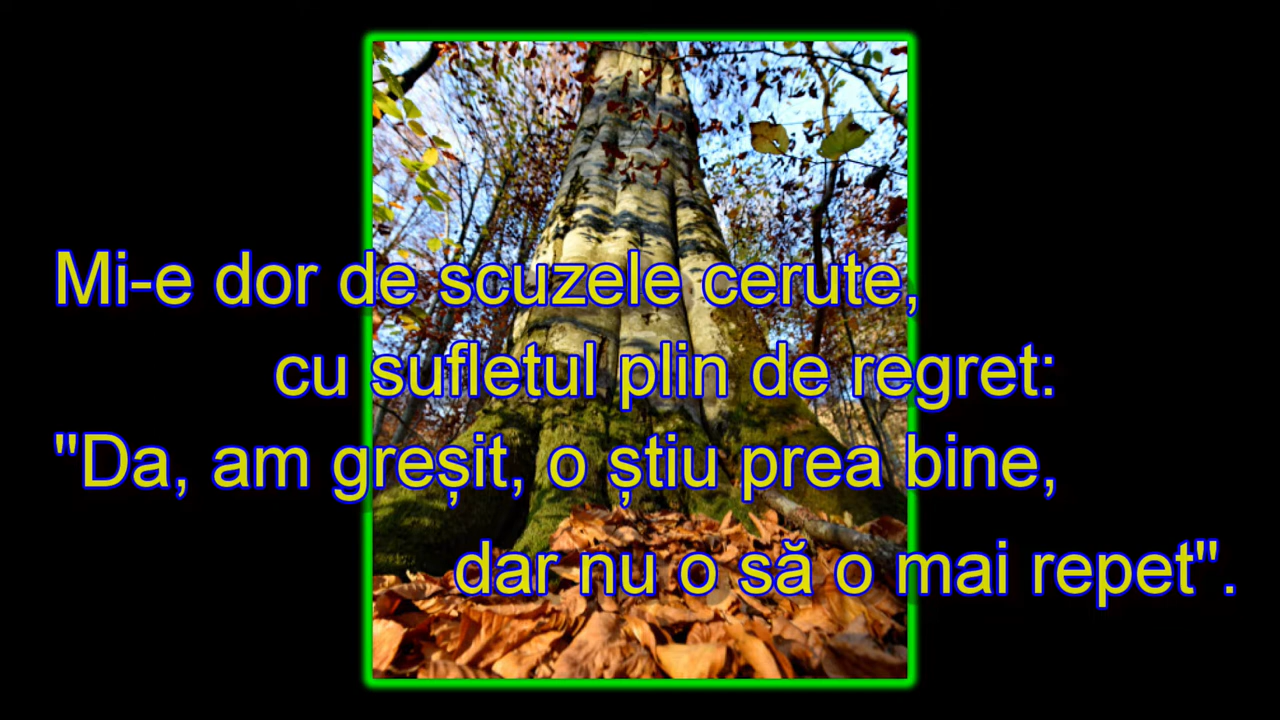 Mi-e dor de scuzele cerute,
cu sufletul plin de regret:
"Da, am greșit, o știu prea bine,
dar nu o să o mai repet".